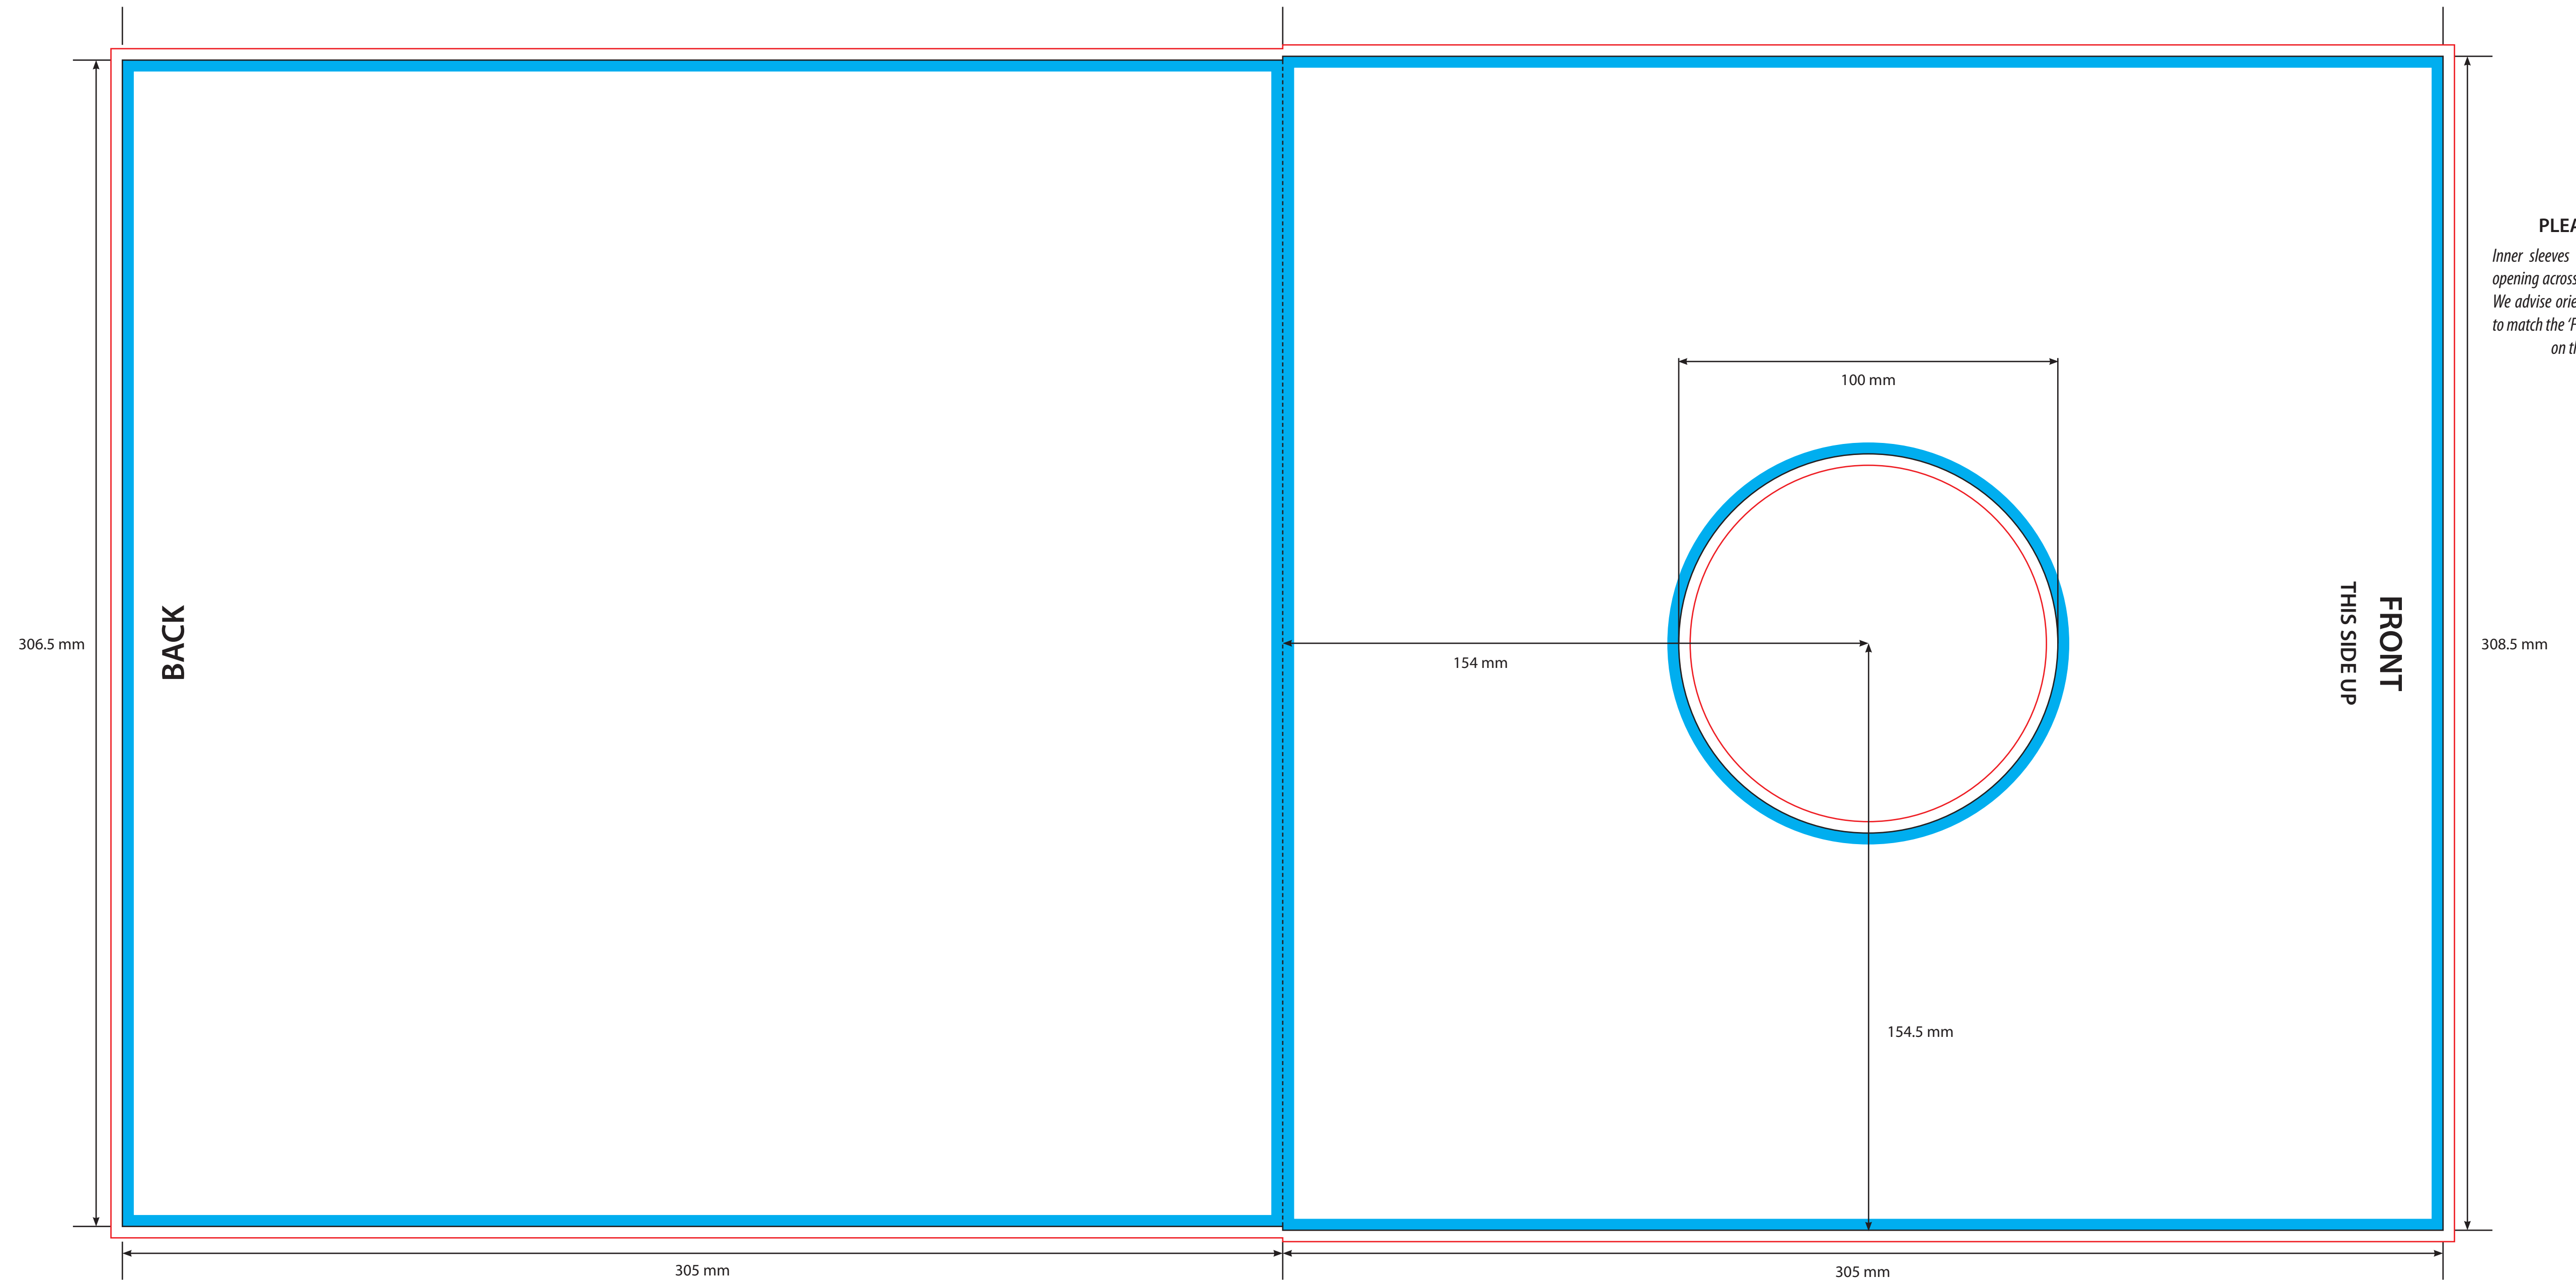 PLEA
Inner sleeves
opening across
We advise orie
to match the ‘F
on th
100 mm
BACK
THIS SIDE UP
FRONT
306.5 mm
308.5 mm
154 mm
154.5 mm
305 mm
305 mm